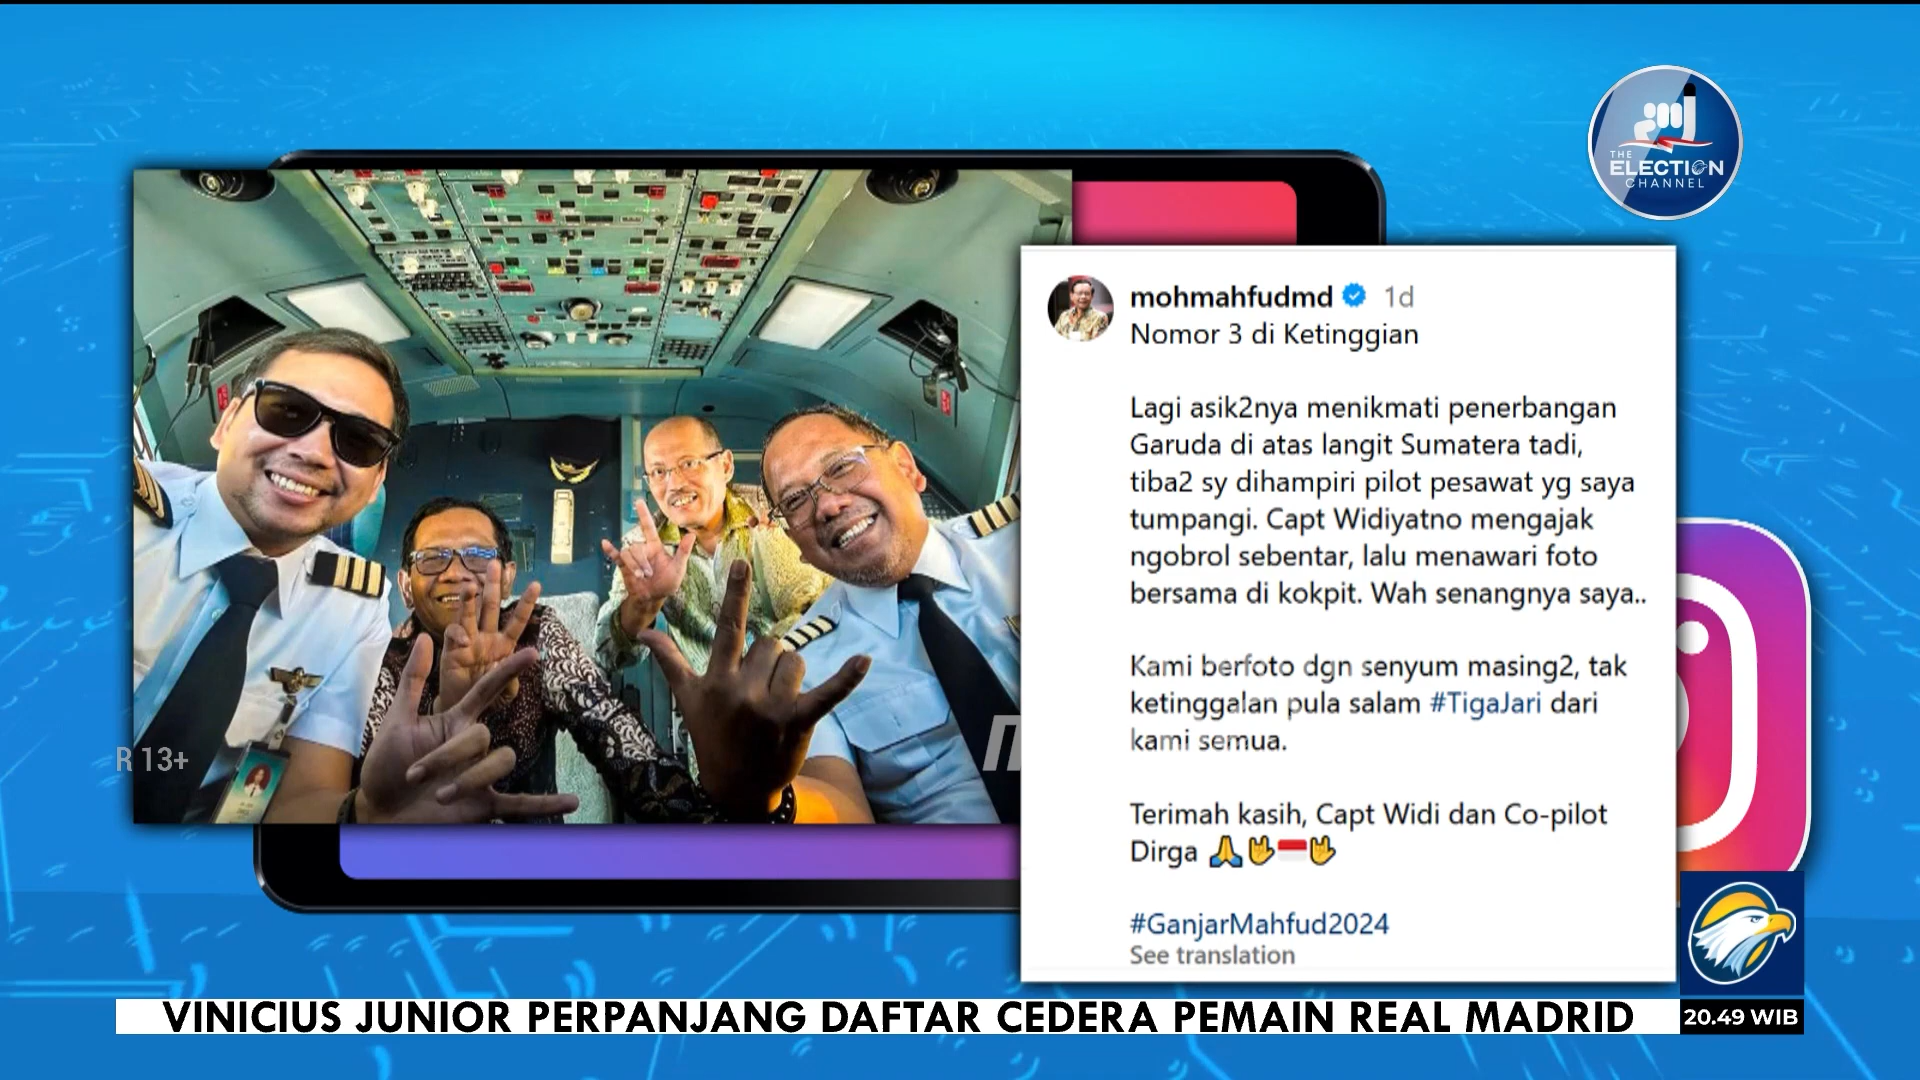 THE
ELECTION
CHANNEL
mohmahfudmd 1d
Nomor 3 di Ketinggian
Lagi asik2nya menikmati penerbangan
Garuda di atas langit Sumatera tadi,
tiba2 sy dihampiri pilot pesawat yg saya
tumpangi. Capt Widiyatno mengajak
ngobrol sebentar, lalu menawari foto
bersama di kokpit. Wah senangnya saya..
Kami berfoto dgn senyum masing2, tak
ketinggalan pula salam #TigaJari dari
kami semua.
Terimah kasih, Capt Widi dan Co-pilot
Dirga 🙏🤟🇮🇩🤟
#GanjarMahfud2024
See translation
R 13+
VINICIUS JUNIOR PERPANJANG DAFTAR CEDERA PEMAIN REAL MADRID
20.49 WIB